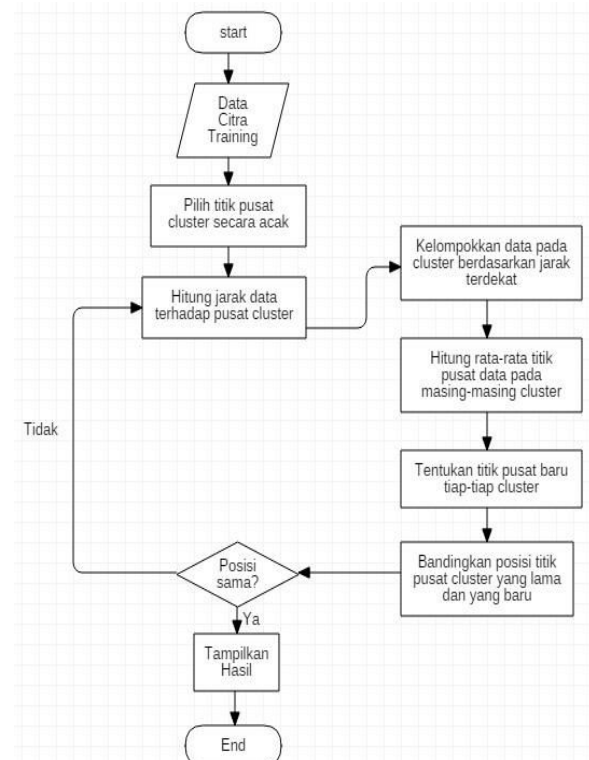 start
Data
Citra
Training
Pilih titik pusat
cluster secara acak
Hitung jarak data
terhadap pusat cluster
Kelompokkan data pada
cluster berdasarkan jarak
terdekat
Hitung rata-rata titik
pusat data pada
masing-masing cluster
Tentukan titik pusat baru
tiap-tiap cluster
Bandingkan posisi titik
pusat cluster yang lama
dan yang baru
Posisi
sama?
Tidak
Ya
Tampilkan
Hasil
End